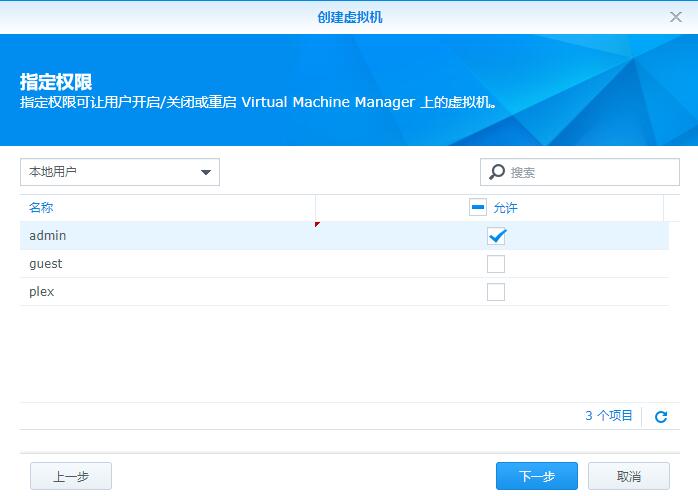 创建虚拟机
指定权限
指定权限可让用户开启/关闭或重启 Virtual Machine Manager 上的虚拟机。
本地用户
搜索
名称 允许
admin
guest
plex
3 个项目
上一步 下一步 取消